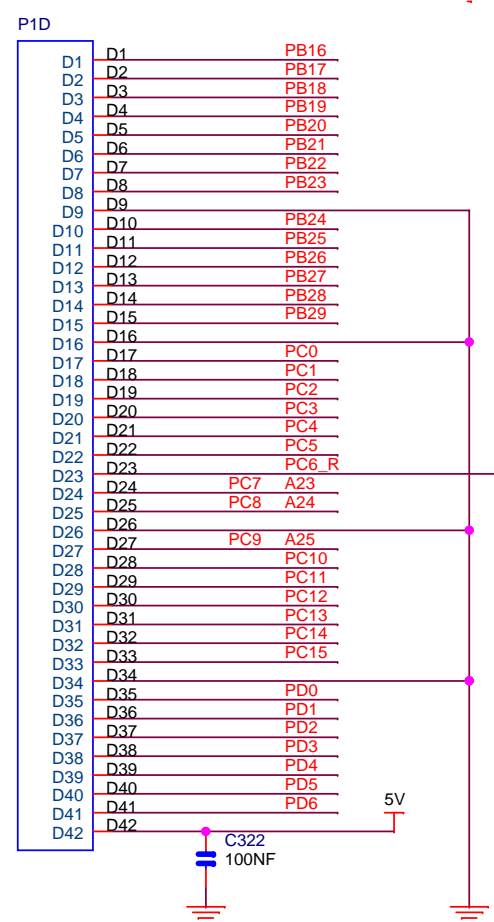 P1D
D1 D1 PB16
D2 D2 PB17
D3 D3 PB18
D4 D4 PB19
D5 D5 PB20
D6 D6 PB21
D7 D7 PB22
D8 D8 PB23
D9 D9
D10 D10 PB24
D11 D11 PB25
D12 D12 PB26
D13 D13 PB27
D14 D14 PB28
D15 D15 PB29
D16 D16
D17 D17 PC0
D18 D18 PC1
D19 D19 PC2
D20 D20 PC3
D21 D21 PC4
D22 D22 PC5
D23 D23 PC6_R
D24 D24 PC7 A23
D25 D25 PC8 A24
D26 D26
D27 D27 PC9 A25
D28 D28 PC10
D29 D29 PC11
D30 D30 PC12
D31 D31 PC13
D32 D32 PC14
D33 D33 PC15
D34 D34
D35 D35 PD0
D36 D36 PD1
D37 D37 PD2
D38 D38 PD3
D39 D39 PD4
D40 D40 PD5
D41 D41 PD6
D42 D42 5V
C322
100NF